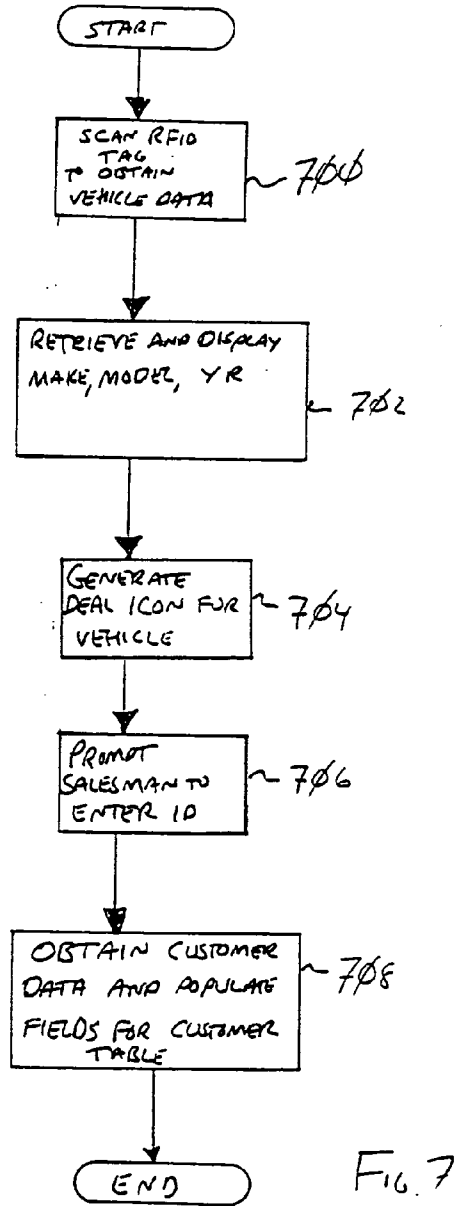 START
SCAN RFID
TAG
TO OBTAIN
VEHICLE DATA
700
RETRIEVE AND DISPLAY
MAKE, MODEL, YR
702
GENERATE
DEAL ICON FOR
VEHICLE
704
PROMPT
SALESMAN TO
ENTER ID
706
OBTAIN CUSTOMER
DATA AND POPULATE
FIELDS FOR CUSTOMER
TABLE
708
END
FIG. 7